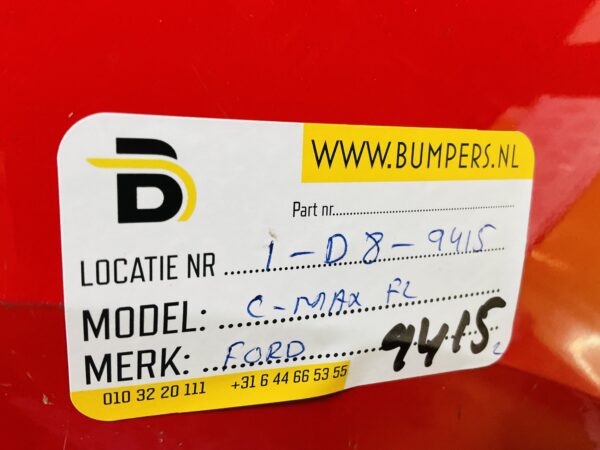 WWW.BUMPERS.NL
Part nr.
LOCATIE NR 1-D8-9415
MODEL: C-MAX FL
MERK: FORD 9415
010 32 20 111 +31 6 44 66 53 55